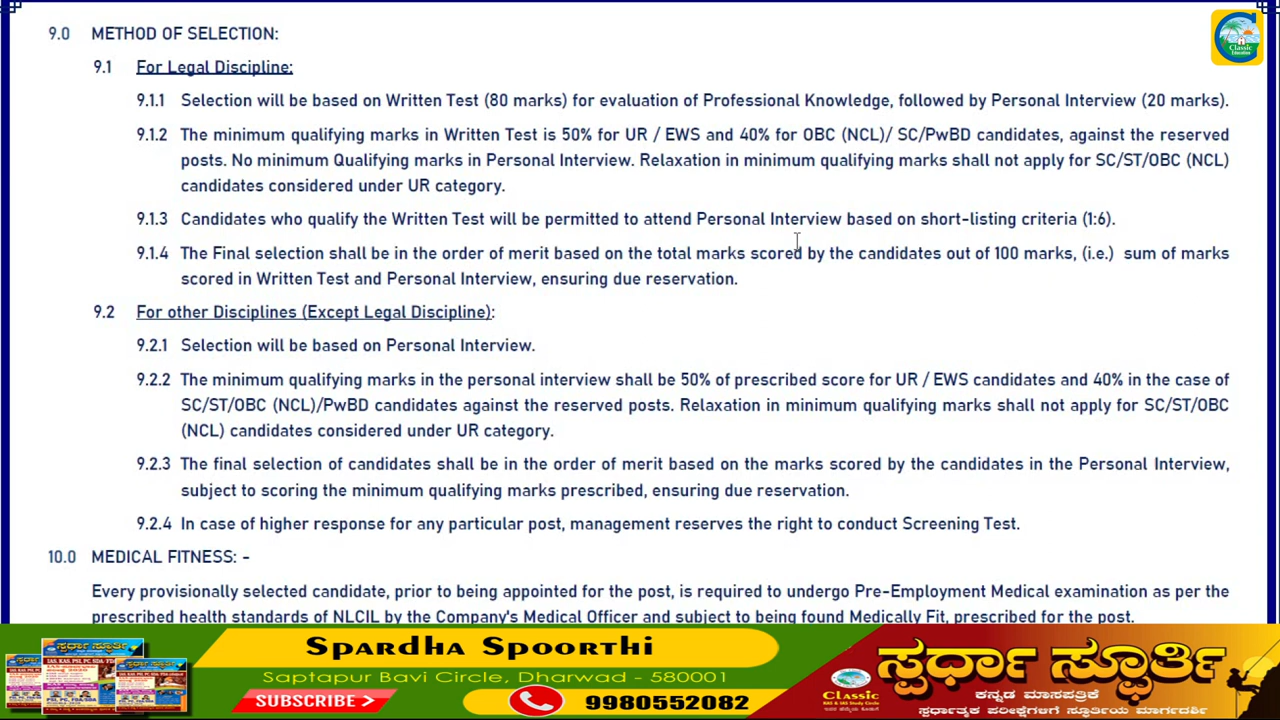 9.0 METHOD OF SELECTION:
9.1 For Legal Discipline:
9.1.1 Selection will be based on Written Test (80 marks) for evaluation of Professional Knowledge, followed by Personal Interview (20 marks).
9.1.2 The minimum qualifying marks in Written Test is 50% for UR / EWS and 40% for OBC (NCL)/ SC/PwBD candidates, against the reserved
posts. No minimum Qualifying marks in Personal Interview. Relaxation in minimum qualifying marks shall not apply for SC/ST/OBC (NCL)
candidates considered under UR category.
9.1.3 Candidates who qualify the Written Test will be permitted to attend Personal Interview based on short-listing criteria (1:6).
9.1.4 The Final selection shall be in the order of merit based on the total marks scored by the candidates out of 100 marks, (i.e.) sum of marks
scored in Written Test and Personal Interview, ensuring due reservation.
9.2 For other Disciplines (Except Legal Discipline):
9.2.1 Selection will be based on Personal Interview.
9.2.2 The minimum qualifying marks in the personal interview shall be 50% of prescribed score for UR / EWS candidates and 40% in the case of
SC/ST/OBC (NCL)/PwBD candidates against the reserved posts. Relaxation in minimum qualifying marks shall not apply for SC/ST/OBC
(NCL) candidates considered under UR category.
9.2.3 The final selection of candidates shall be in the order of merit based on the marks scored by the candidates in the Personal Interview,
subject to scoring the minimum qualifying marks prescribed, ensuring due reservation.
9.2.4 In case of higher response for any particular post, management reserves the right to conduct Screening Test.
10.0 MEDICAL FITNESS: -
Every provisionally selected candidate, prior to being appointed for the post, is required to undergo Pre-Employment Medical examination as per the
prescribed health standards of NLCIL by the Company's Medical Officer and subject to being found Medically Fit, prescribed for the post.
Classic
Education
Spardha Spoorthi
Saptapur Bavi Circle, Dharwad - 580001
SUBSCRIBE >
9980552082
ಸ್ಪರ್ಧಾ ಸ್ಫೂರ್ತಿ
ಕನ್ನಡ ಮಾಸಪತ್ರಿಕೆ
ಸ್ಪರ್ಧಾತ್ಮಕ ಪರೀಕ್ಷೆಗಳಿಗೆ ಸ್ಫೂರ್ತಿಯ ಮಾರ್ಗದರ್ಶಿ
Classic
KAS & IAS Study Circle